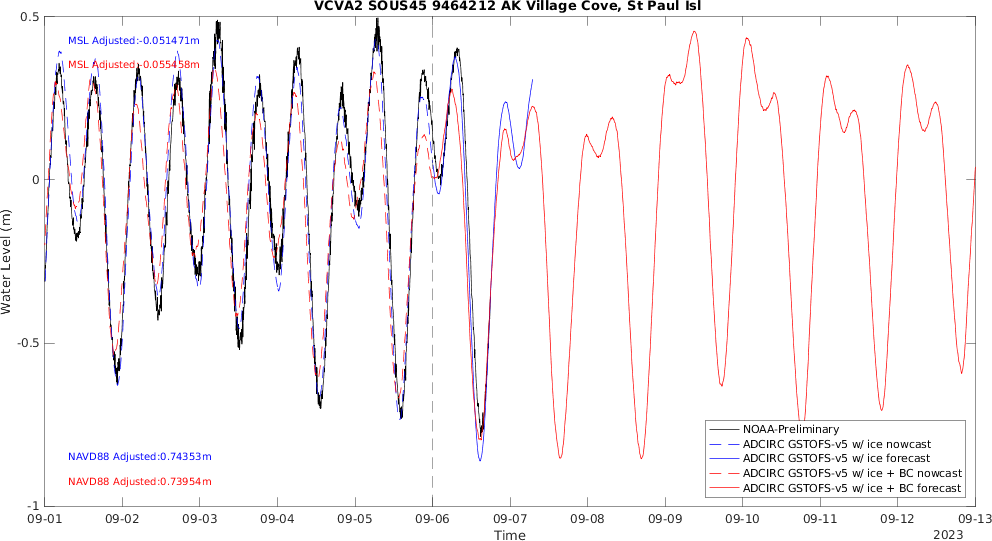 VCVA2 SOUS45 9464212 AK Village Cove, St Paul Isl
0.5
MSL Adjusted:-0.051471m
MSL Adjusted:-0.055458m
0
Water Level (m)
-0.5
NAVD88 Adjusted:0.74353m
NAVD88 Adjusted:0.73954m
NOAA-Preliminary
ADCIRC GSTOFS-v5 w/ ice nowcast
ADCIRC GSTOFS-v5 w/ ice forecast
ADCIRC GSTOFS-v5 w/ ice + BC nowcast
ADCIRC GSTOFS-v5 w/ ice + BC forecast
-1
09-01 09-02 09-03 09-04 09-05 09-06 09-07 09-08 09-09 09-10 09-11 09-12 09-13
Time
2023